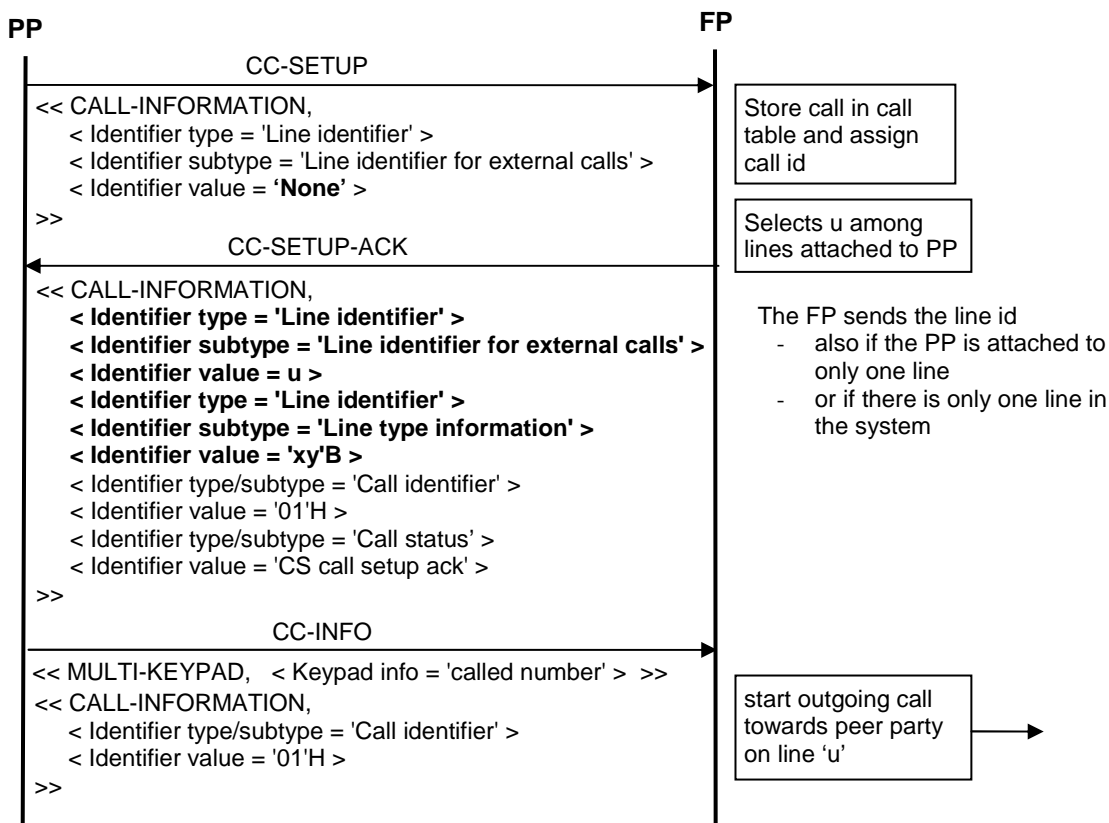 PP
FP
CC-SETUP
<< CALL-INFORMATION,
< Identifier type = 'Line identifier' >
< Identifier subtype = 'Line identifier for external calls' >
< Identifier value = ‘None’ >
>>
Store call in call
table and assign
call id
Selects u among
lines attached to PP
CC-SETUP-ACK
<< CALL-INFORMATION,
< Identifier type = 'Line identifier' >
< Identifier subtype = 'Line identifier for external calls' >
< Identifier value = u >
< Identifier type = 'Line identifier' >
< Identifier subtype = 'Line type information' >
< Identifier value = 'xy'B >
< Identifier type/subtype = 'Call identifier' >
< Identifier value = '01'H >
< Identifier type/subtype = 'Call status’ >
< Identifier value = 'CS call setup ack' >
>>
The FP sends the line id
- also if the PP is attached to
only one line
- or if there is only one line in
the system
CC-INFO
<< MULTI-KEYPAD, < Keypad info = 'called number' > >>
<< CALL-INFORMATION,
< Identifier type/subtype = 'Call identifier' >
< Identifier value = '01'H >
>>
start outgoing call
towards peer party
on line ‘u’